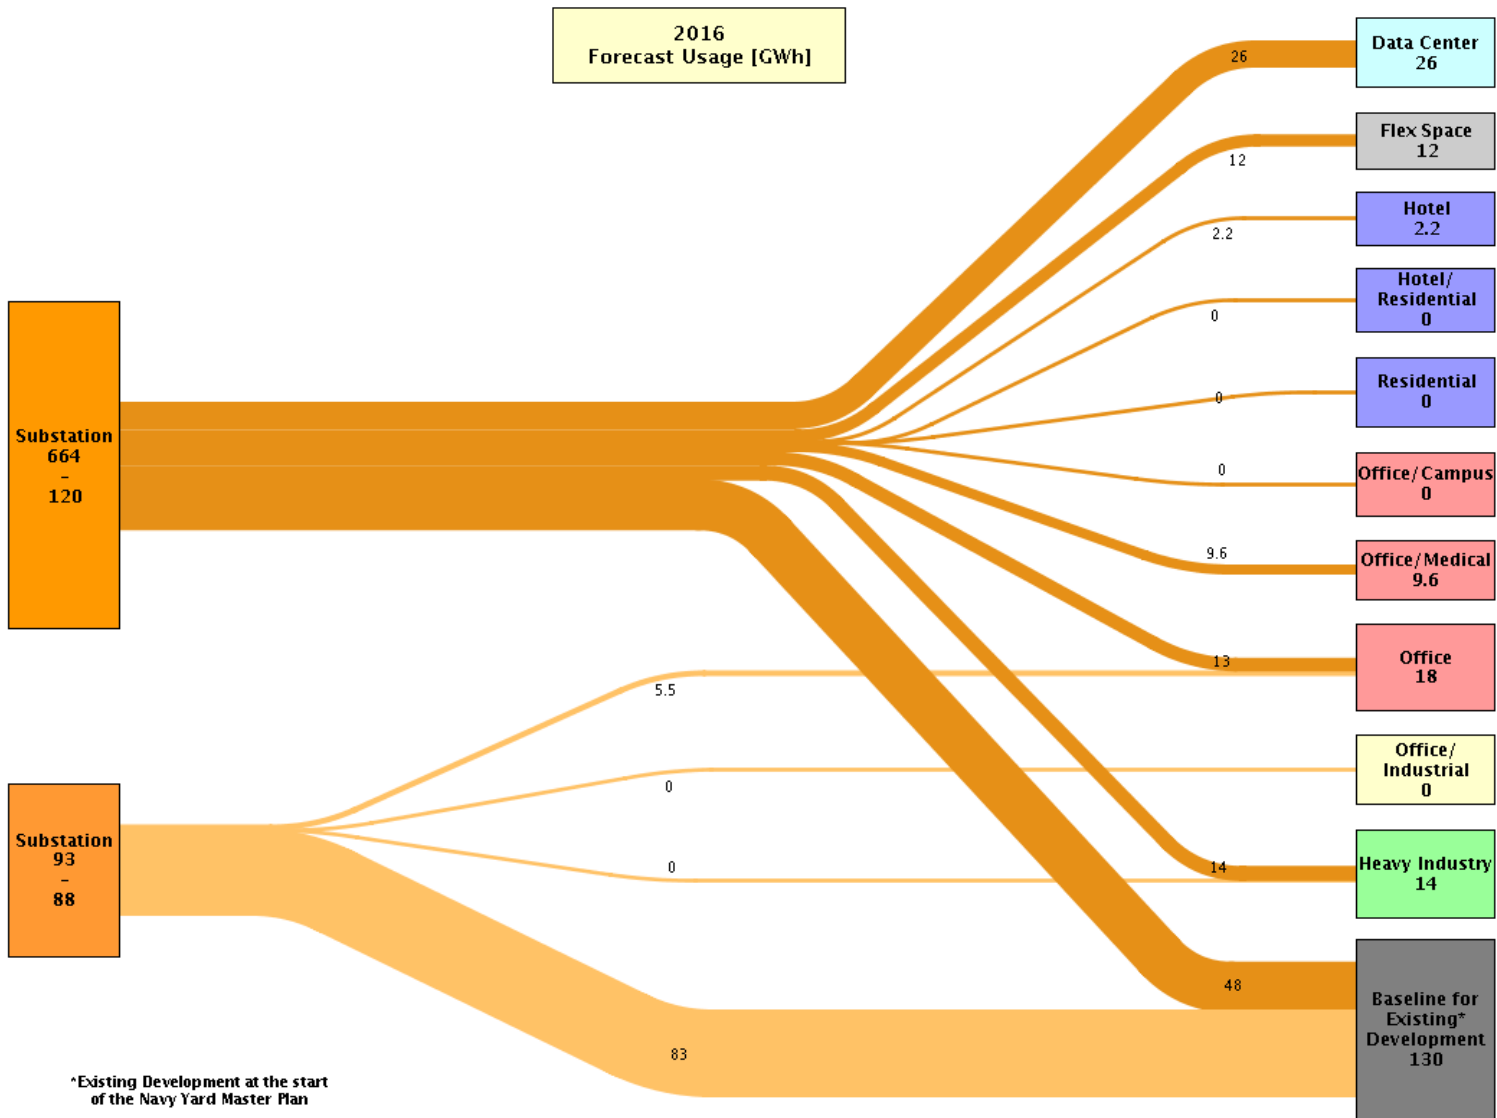 2016
Forecast Usage [GWh]
Data Center
26
26
Flex Space
12
12
Hotel
2.2
2.2
Hotel/
Residential
0
0
Residential
0
0
Office/Campus
0
0
Office/Medical
9.6
9.6
Office
18
13
5.5
Office/
Industrial
0
0
Heavy Industry
14
14
0
Baseline for
Existing*
Development
130
48
83
Substation
664
-
120
Substation
93
-
88
*Existing Development at the start
of the Navy Yard Master Plan